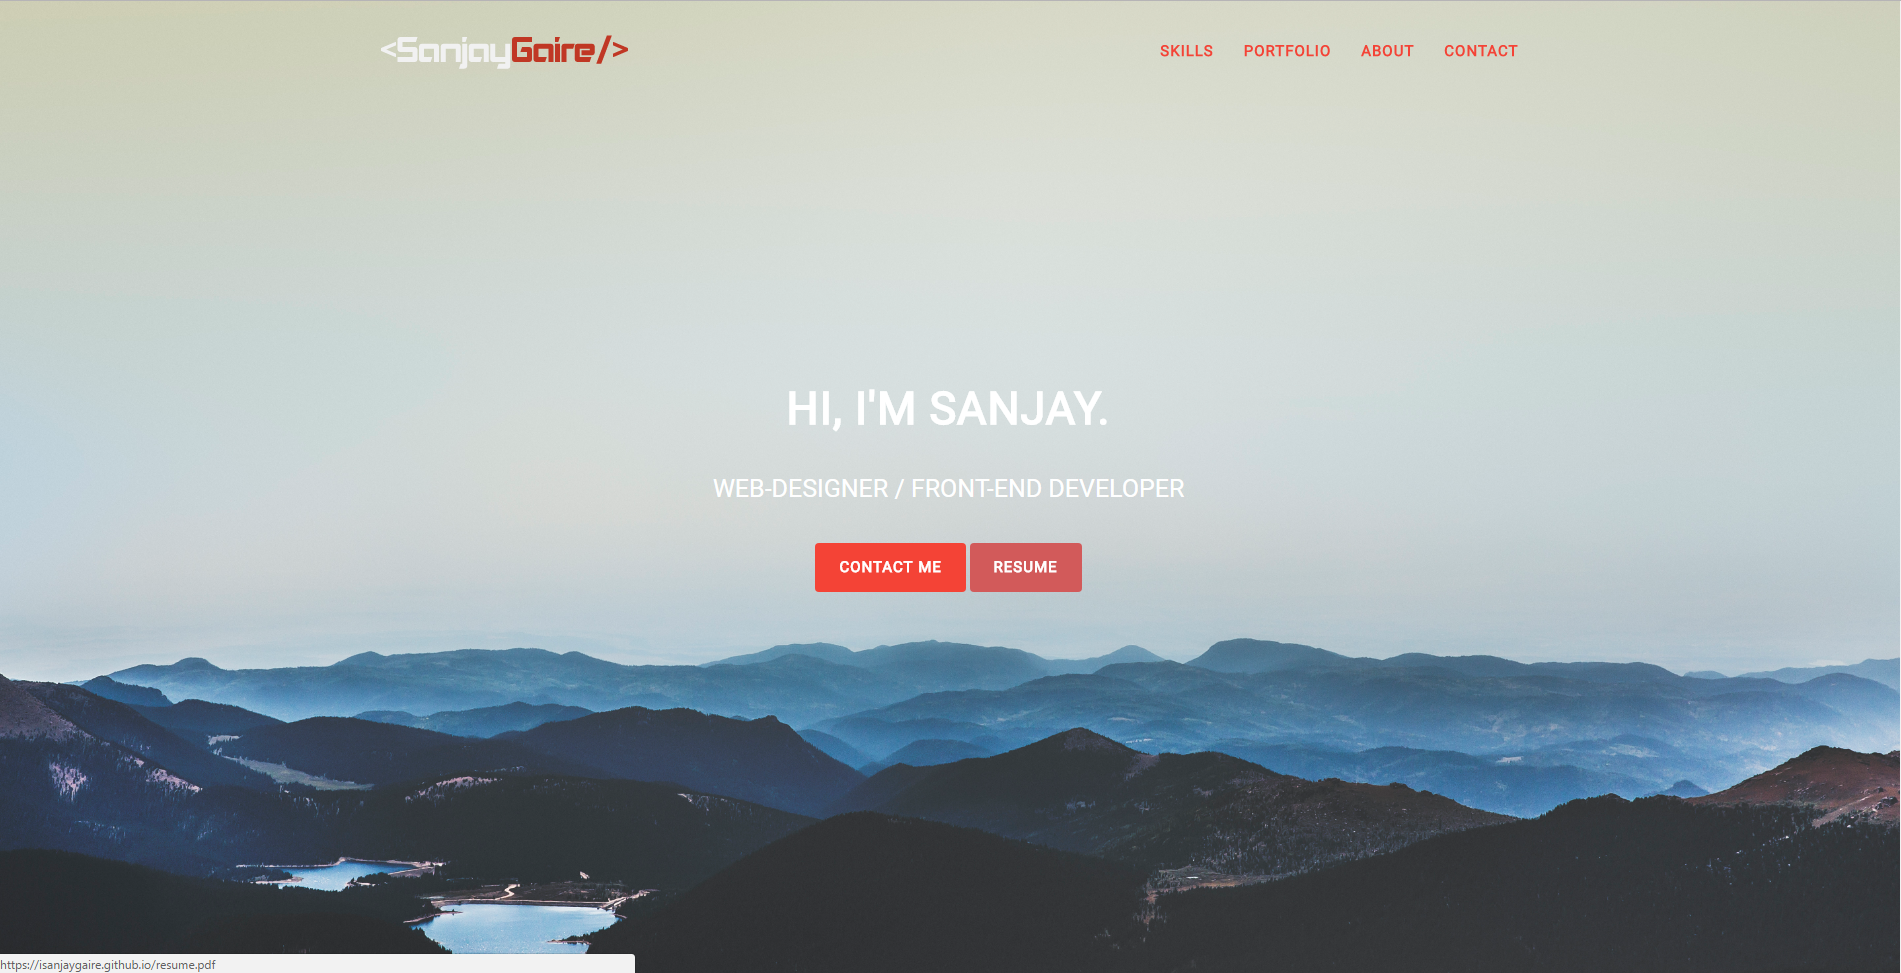 <SanjayGaire/>
SKILLS PORTFOLIO ABOUT CONTACT
HI, I'M SANJAY.
WEB-DESIGNER / FRONT-END DEVELOPER
CONTACT ME RESUME
https://isanjaygaire.github.io/resume.pdf